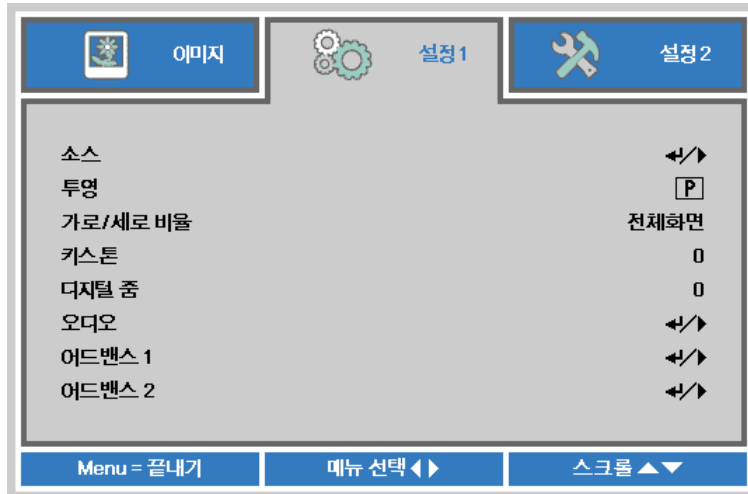 이미지 설정 1 설정 2
소스 ↵/▶
투영 P
가로/세로 비율 전체화면
키스톤 0
디지털 줌 0
오디오 ↵/▶
어드밴스 1 ↵/▶
어드밴스 2 ↵/▶
Menu = 끝내기 메뉴 선택 ◀▶ 스크롤 ▲▼